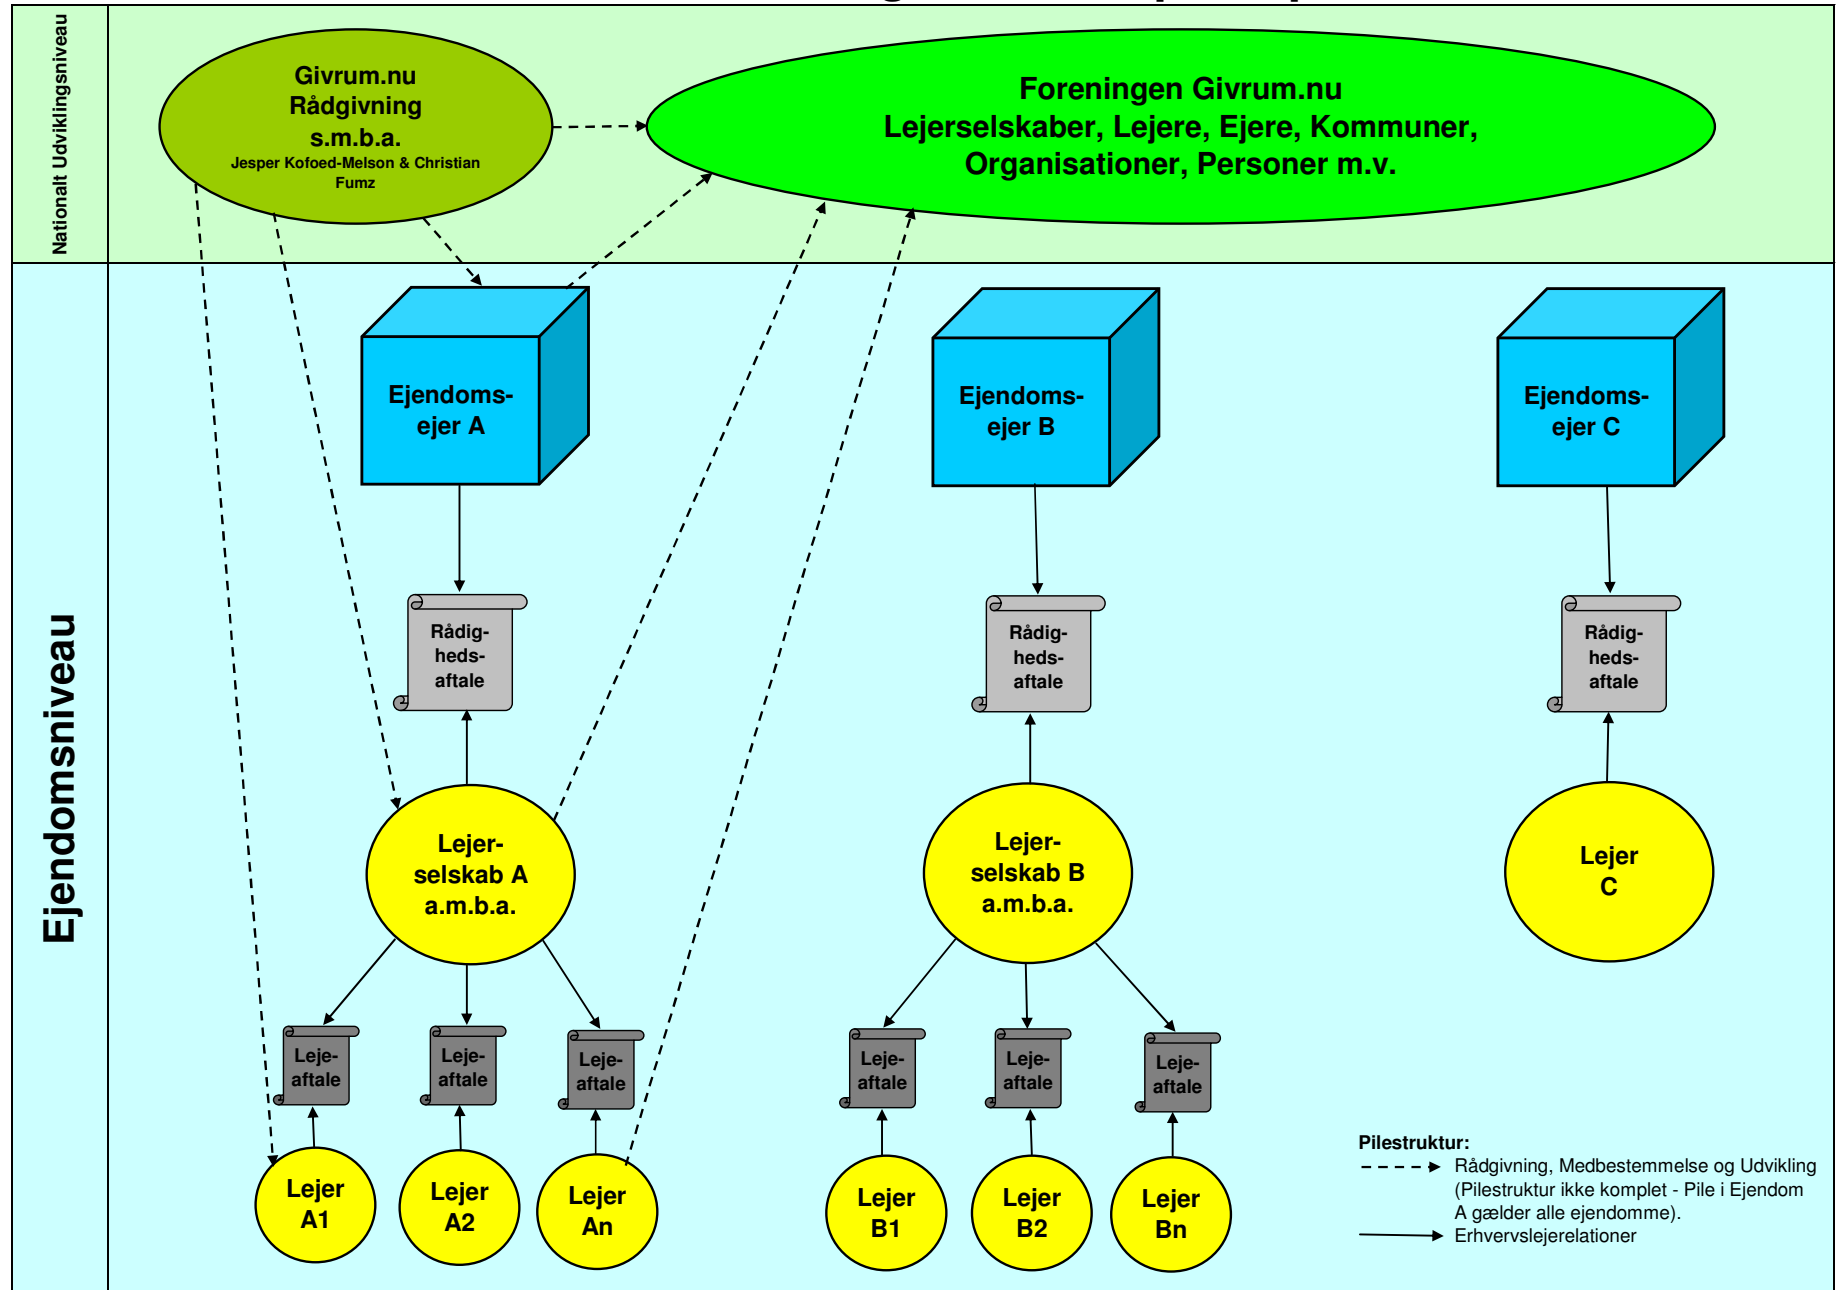 Nationalt Udviklingsniveau
Givrum.nu
Rådgivning
s.m.b.a.
Jesper Kofoed-Melson & Christian
Fumz
Foreningen Givrum.nu
Lejerselskaber, Lejere, Ejere, Kommuner,
Organisationer, Personer m.v.
Ejendomsniveau
Ejendoms-
ejer A
Ejendoms-
ejer B
Ejendoms-
ejer C
Rådig-
heds-
aftale
Rådig-
heds-
aftale
Rådig-
heds-
aftale
Lejer-
selskab A
a.m.b.a.
Lejer-
selskab B
a.m.b.a.
Lejer
C
Leje-
aftale
Leje-
aftale
Leje-
aftale
Leje-
aftale
Leje-
aftale
Leje-
aftale
Lejer
A1
Lejer
A2
Lejer
An
Lejer
B1
Lejer
B2
Lejer
Bn
Pilestruktur:
Rådgivning, Medbestemmelse og Udvikling
(Pilestruktur ikke komplet - Pile i Ejendom
A gælder alle ejendomme).
Erhvervslejerelationer